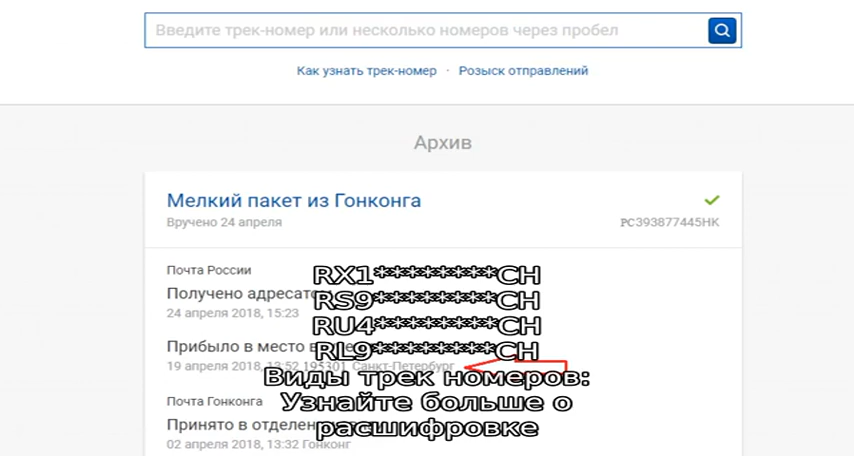 Введите трек-номер или несколько номеров через пробел
Как узнать трек-номер · Розыск отправлений
Архив
Мелкий пакет из Гонконга
Вручено 24 апреля
РС393877445HK
Почта России
RX1********CH
Получено
RS9********CH
24 апреля 2018, 15:23
RU4********CH
Прибыло в место
RL9********CH
19 апреля 2018, 13:52 195301 Санкт-Петербург
Виды трек номеров:
Почта Гонконга
Узнайте больше о
Принято в
расшифровке
02 апреля 2018, 13:32 Гонконг